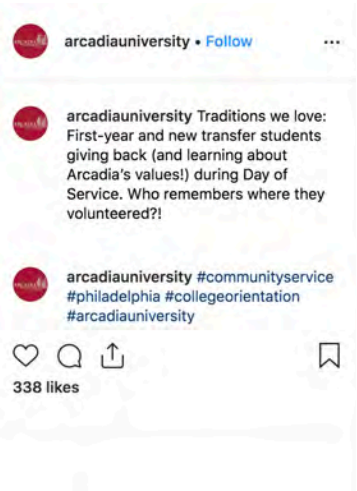 arcadiauniversity • Follow
...
arcadiauniversity Traditions we love:
First-year and new transfer students
giving back (and learning about
Arcadia's values!) during Day of
Service. Who remembers where they
volunteered?!
arcadiauniversity #communityservice
#philadelphia #collegeorientation
#arcadiauniversity
338 likes